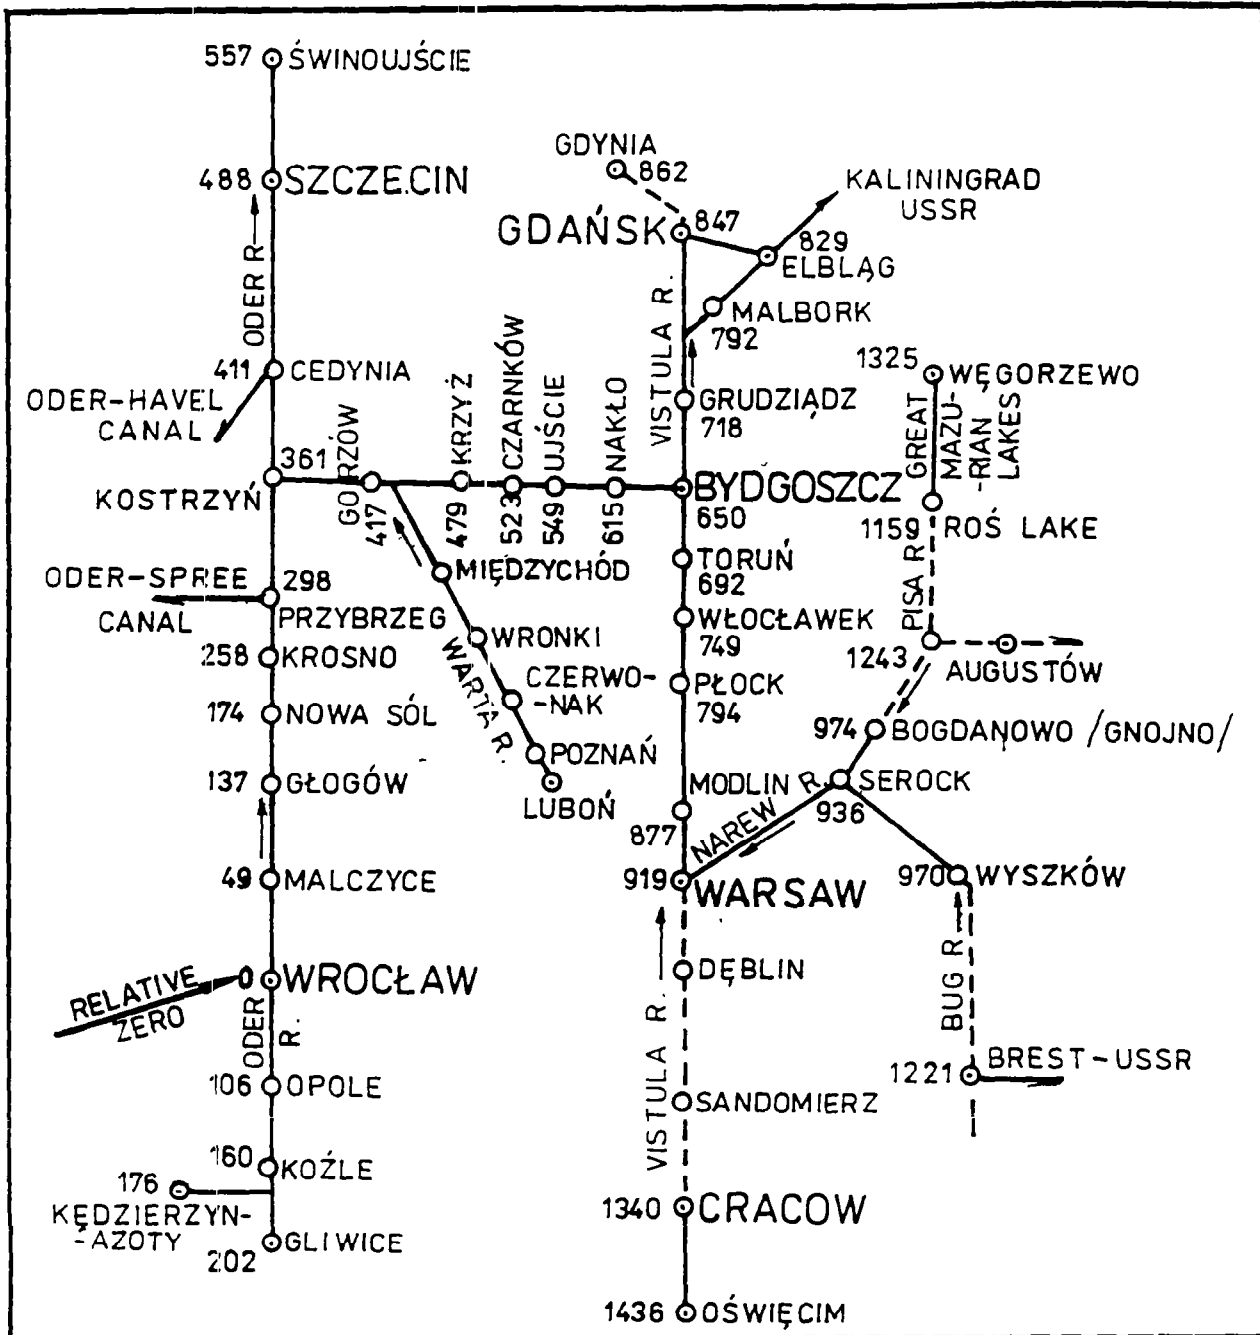 557 ŚWINOUJŚCIE
488 SZCZECIN
ODER R.
411 CEDYNIA
ODER-HAVEL
CANAL
361
KOSTRZYŃ
ODER-SPREE
CANAL
298
PRZYBRZEG
258 KROSNO
174 NOWA SÓL
137 GŁOGÓW
49 MALCZYCE
RELATIVE
ZERO
0 WROCŁAW
ODER
R.
106 OPOLE
160 KOŹLE
176
KĘDZIERZYN-
-AZOTY
202 GLIWICE
GORZÓW
417
KRZYŻ
479
CZARNKÓW
523
UJŚCIE
549
NAKŁO
615
MIĘDZYCHÓD
WRONKI
CZERWO-
-NAK
WARTA R.
POZNAŃ
LUBOŃ
GDYNIA
862
GDAŃSK 847
KALININGRAD
USSR
829
ELBLĄG
MALBORK
792
VISTULA R.
GRUDZIĄDZ
718
BYDGOSZCZ
650
TORUŃ
692
WŁOCŁAWEK
749
PŁOCK
794
MODLIN
877
919 WARSAW
NAREW R.
DĘBLIN
VISTULA R.
SANDOMIERZ
1340 CRACOW
1436 OŚWIĘCIM
1325 WĘGORZEWO
GREAT
MAZU-
-RIAN
LAKES
1159 ROŚ LAKE
PISA R
1243
AUGUSTÓW
974 BOGDANOWO /GNOJNO/
SEROCK
936
970 WYSZKÓW
BUG R
1221 BREST-USSR